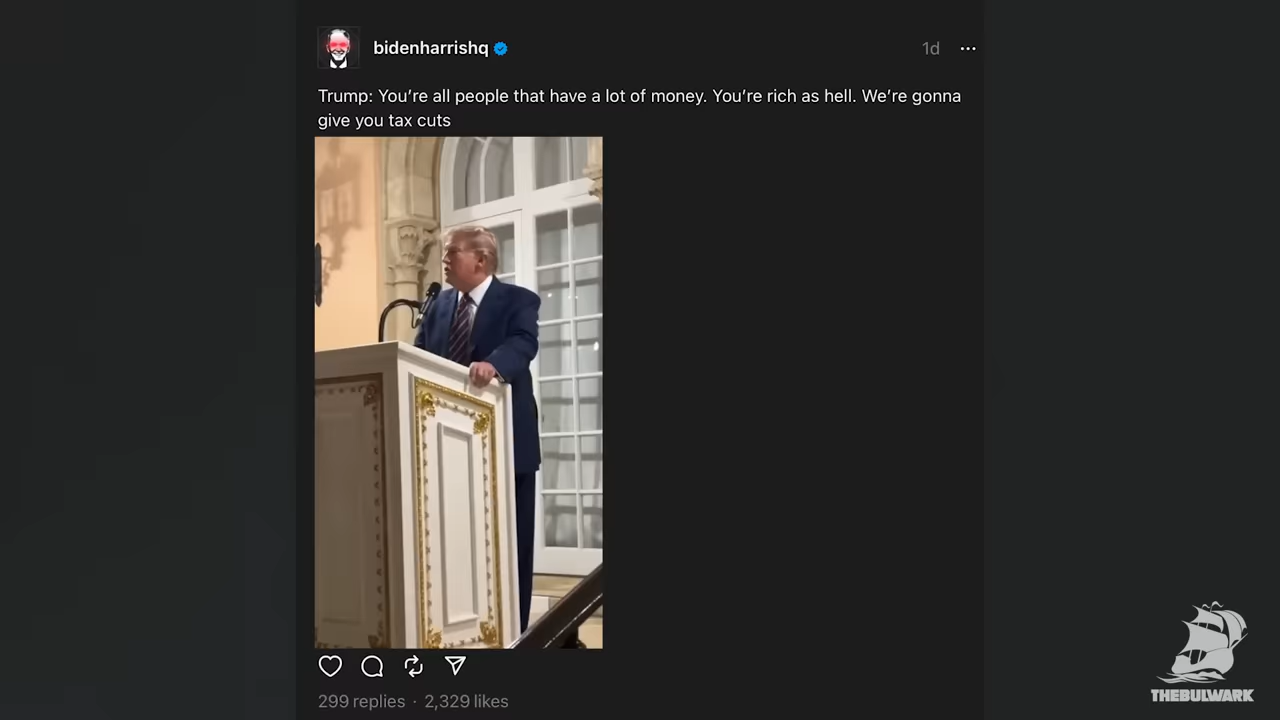 bidenharrishq
1d
Trump: You’re all people that have a lot of money. You’re rich as hell. We’re gonna
give you tax cuts
299 replies · 2,329 likes
THEBULWARK